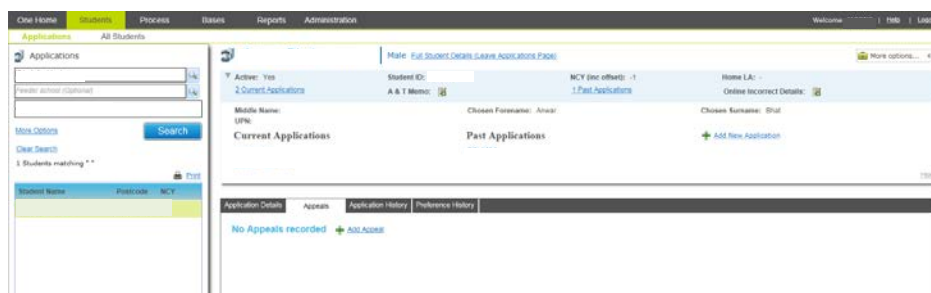 One Home Students Process Bases Reports Administration Welcome | Help |
Applications All Students
Applications
Male Full Student Details (Leave Applications Page) More options...
Feeder school (Optional)
Active: Yes Student ID: NCY (inc offset): -1 Home LA: -
2 Current Applications A & T Memo: 1 Past Applications Online Incorrect Details:
Middle Name: Chosen Forename: Anwar Chosen Surname: Bhat
UPN:
More Options Search
Current Applications Past Applications Add New Application
Clear Search
1 Students matching " "
Print
Student Name Postcode NCY
Application Details Appeals Application History Preference History
No Appeals recorded Add Appeal